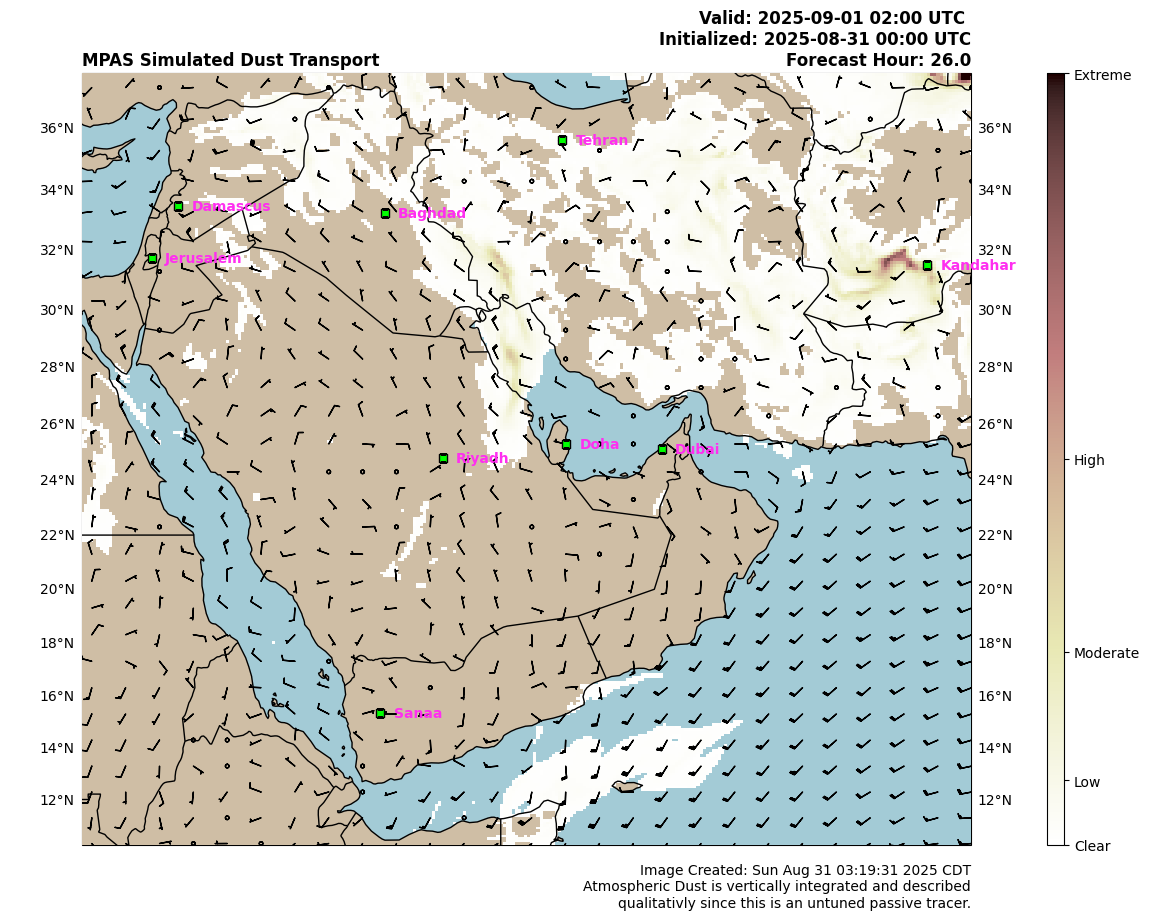 Valid: 2025-09-01 02:00 UTC
Initialized: 2025-08-31 00:00 UTC
MPAS Simulated Dust Transport Forecast Hour: 26.0
Extreme
36°N Tehran 36°N
34°N Damascus Baghdad 34°N
32°N Jerusalem Kandahar 32°N
30°N 30°N
28°N 28°N
26°N 26°N
Riyadh Doha Dubai High
24°N 24°N
22°N 22°N
20°N 20°N
18°N 18°N
Moderate
16°N 16°N
Sanaa
14°N 14°N
Low
12°N 12°N
Clear
Image Created: Sun Aug 31 03:19:31 2025 CDT
Atmospheric Dust is vertically integrated and described
qualitativly since this is an untuned passive tracer.